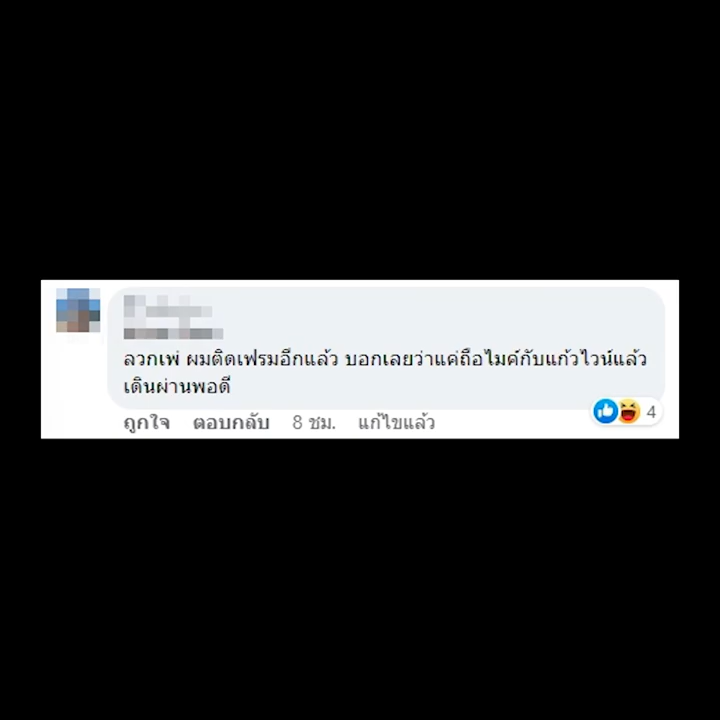 ลวกเพ่ ผมติดเฟรมอีกแล้ว บอกเลยว่าแค่ถือไมค์กับแก้วไวน์แล้ว
เดินผ่านพอดี
4
ถูกใจ ตอบกลับ 8 ชม. แก้ไขแล้ว